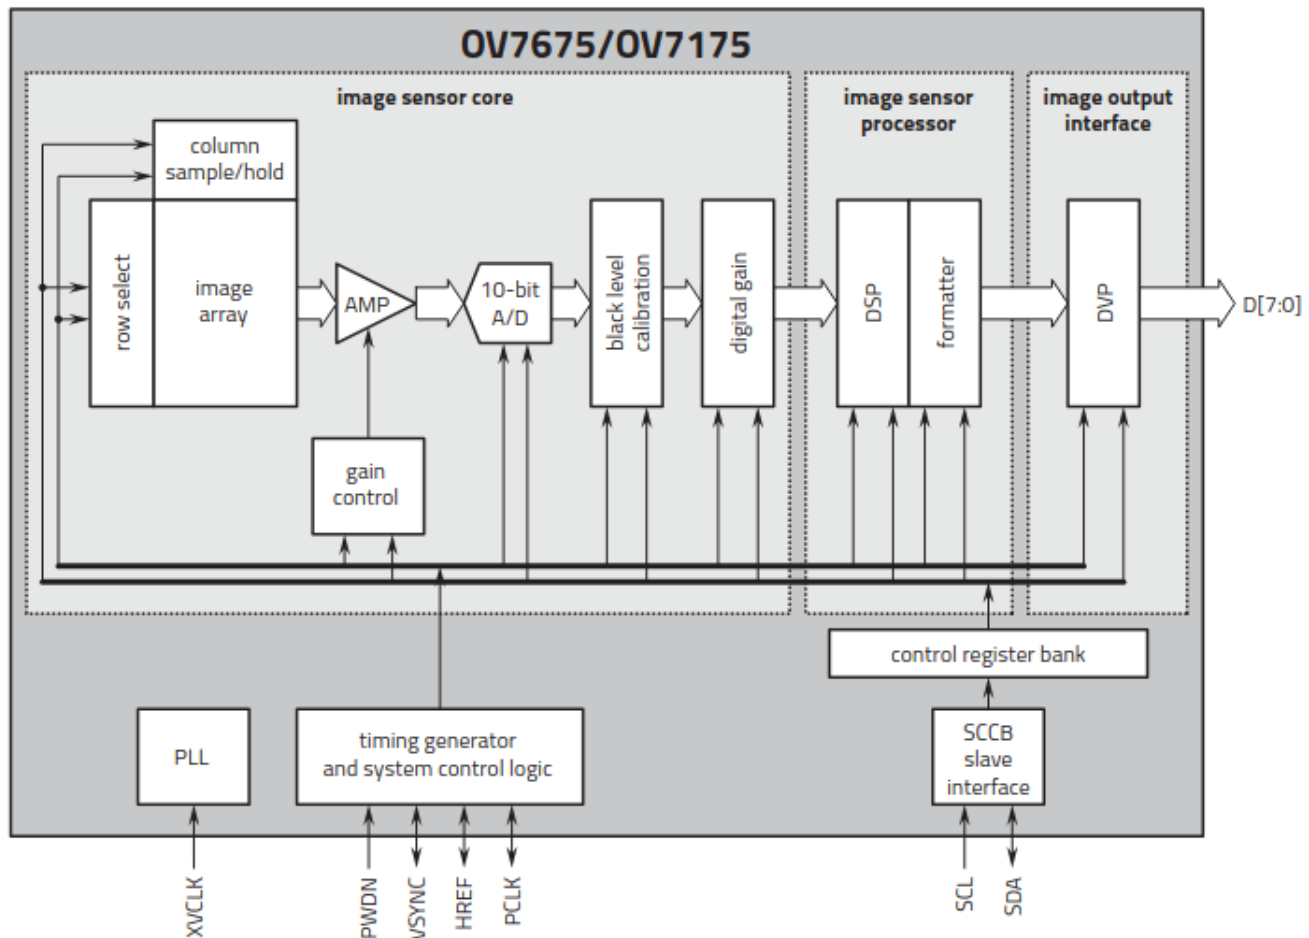 OV7675/OV7175
image sensor core
image sensor
processor
image output
interface
column
sample/hold
row select
image
array
AMP
10-bit
A/D
black level
calibration
digital gain
DSP
formatter
DVP
D[7:0]
gain
control
control register bank
PLL
timing generator
and system control logic
SCCB
slave
interface
XVCLK
PWDN
VSYNC
HREF
PCLK
SCL
SDA